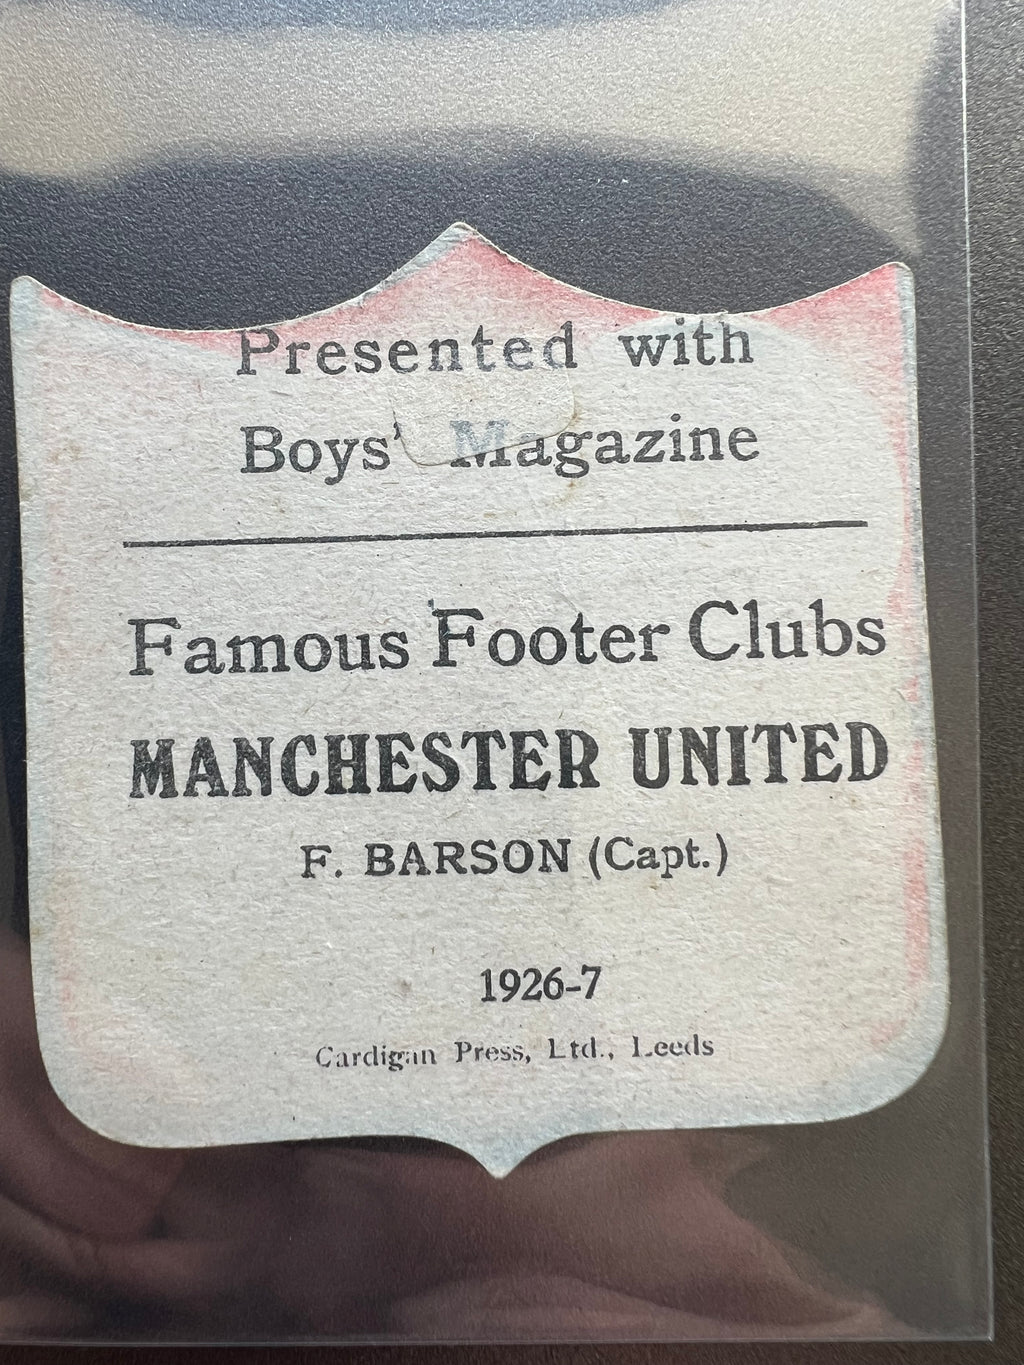 Presented with
Boys' Magazine
Famous Footer Clubs
MANCHESTER UNITED
F. BARSON (Capt.)
1926-7
Cardigan Press, Ltd., Leeds